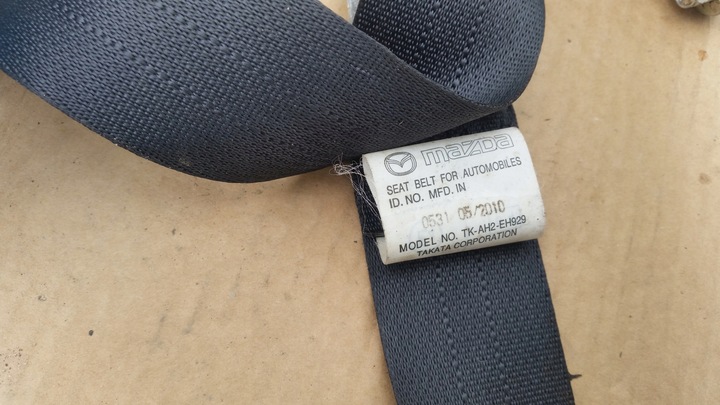 mazda
SEAT BELT FOR AUTOMOBILES
ID. NO. MFD. IN
0531 05/2010
MODEL NO. TK-AH2-EH929
TAKATA CORPORATION